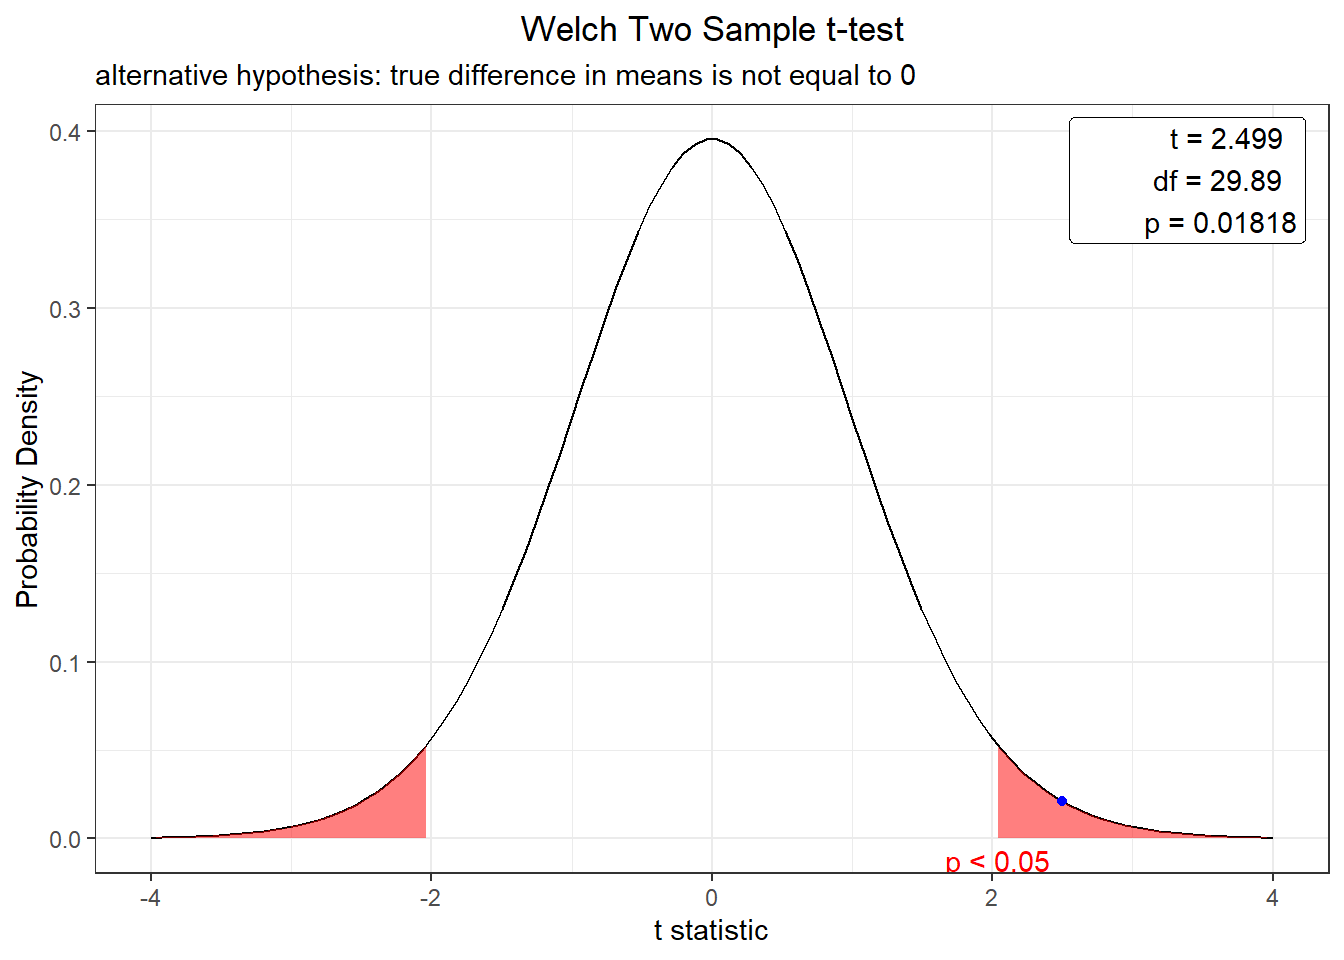 Welch Two Sample t-test
alternative hypothesis: true difference in means is not equal to 0
t = 2.499
df = 29.89
p = 0.01818
0.4
0.3
0.2
0.1
0.0
Probability Density
p < 0.05
-4
-2
0
2
4
t statistic